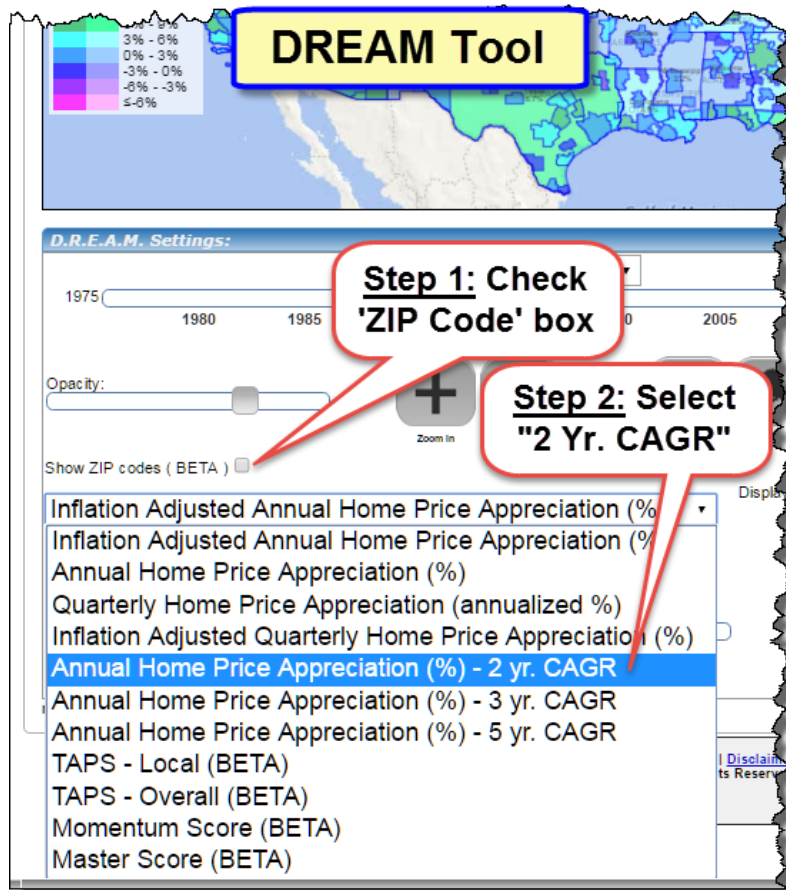 DREAM Tool
3% - 6%
0% - 3%
-3% - 0%
-6% - -3%
≤-6%
D.R.E.A.M. Settings:
1975
1980
1985
2005
Step 1: Check
'ZIP Code' box
Opacity:
Zoom In
Step 2: Select
"2 Yr. CAGR"
Show ZIP codes ( BETA )
Inflation Adjusted Annual Home Price Appreciation (%
Inflation Adjusted Annual Home Price Appreciation (%
Annual Home Price Appreciation (%)
Quarterly Home Price Appreciation (annualized %)
Inflation Adjusted Quarterly Home Price Appreciation (%)
Annual Home Price Appreciation (%) - 2 yr. CAGR
Annual Home Price Appreciation (%) - 3 yr. CAGR
Annual Home Price Appreciation (%) - 5 yr. CAGR
TAPS - Local (BETA)
TAPS - Overall (BETA)
Momentum Score (BETA)
Master Score (BETA)